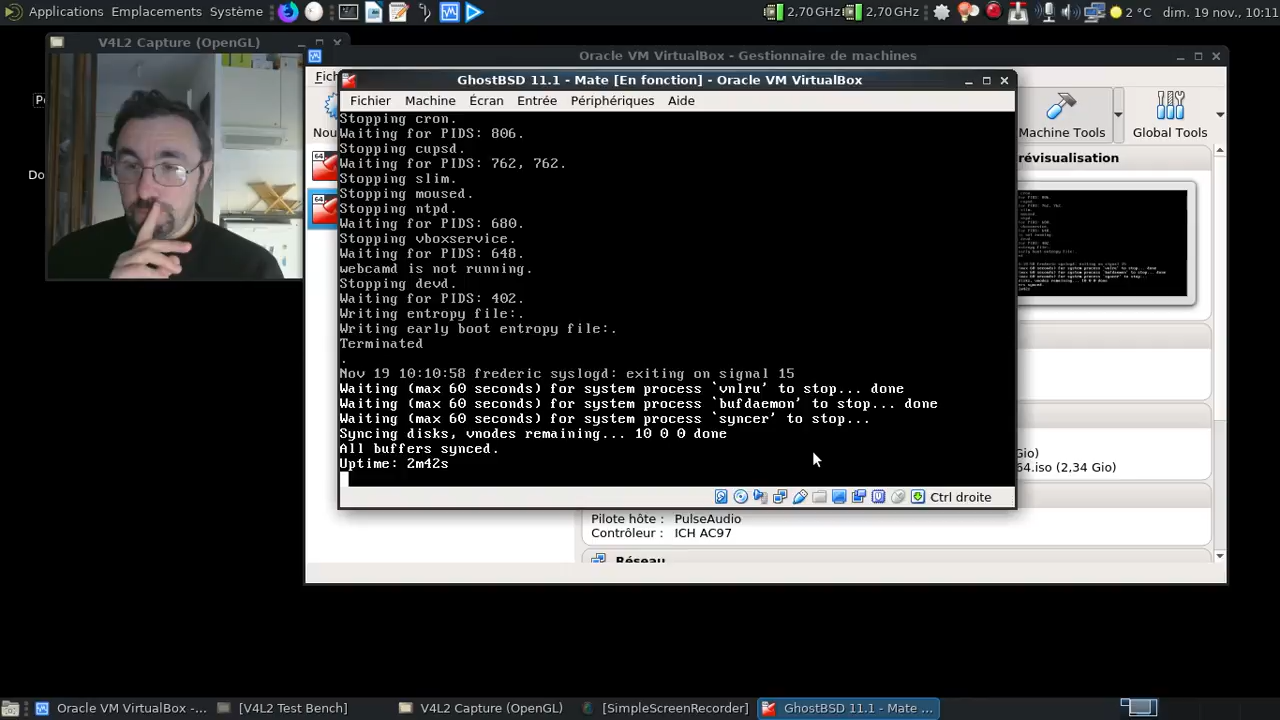 Applications Emplacements Système
2,70 GHz
2,70 GHz
2 °C
dim. 19 nov., 10:11
V4L2 Capture (OpenGL)
Oracle VM VirtualBox - Gestionnaire de machines
GhostBSD 11.1 - Mate [En fonction] - Oracle VM VirtualBox
Fichier Machine Écran Entrée Périphériques Aide
Fich
Nou
Machine Tools
Global Tools
révisualisation
Do
64
64
Stopping cron.
Waiting for PIDS: 806.
Stopping cupsd.
Waiting for PIDS: 762, 762.
Stopping slim.
Stopping moused.
Stopping ntpd.
Waiting for PIDS: 680.
Stopping vboxservice.
Waiting for PIDS: 648.
webcamd is not running.
Stopping devd.
Waiting for PIDS: 402.
Writing entropy file:.
Writing early boot entropy file:.
Terminated
.
Nov 19 10:10:58 frederic syslogd: exiting on signal 15
Waiting (max 60 seconds) for system process `vnlru' to stop... done
Waiting (max 60 seconds) for system process `bufdaemon' to stop... done
Waiting (max 60 seconds) for system process `syncer' to stop...
Syncing disks, vnodes remaining... 10 0 0 done
All buffers synced.
Uptime: 2m42s
Gio)
64.iso (2,34 Gio)
Ctrl droite
Pilote hôte : PulseAudio
Contrôleur : ICH AC97
Réseau
Oracle VM VirtualBox -...
[V4L2 Test Bench]
V4L2 Capture (OpenGL)
[SimpleScreenRecorder]
GhostBSD 11.1 - Mate ...